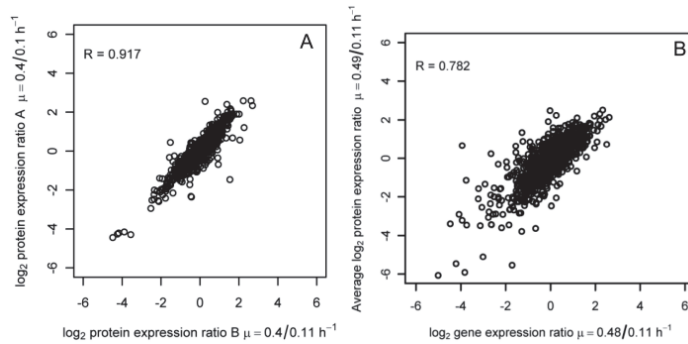 A
R = 0.917
log2 protein expression ratio A μ = 0.4/0.1 h⁻¹
6
4
2
0
-2
-4
-6
-6 -4 -2 0 2 4 6
log2 protein expression ratio B μ = 0.4/0.11 h⁻¹
B
R = 0.782
Average log2 protein expression ratio μ = 0.49/0.11 h⁻¹
6
4
2
0
-2
-4
-6
-6 -4 -2 0 2 4 6
log2 gene expression ratio μ = 0.48/0.11 h⁻¹